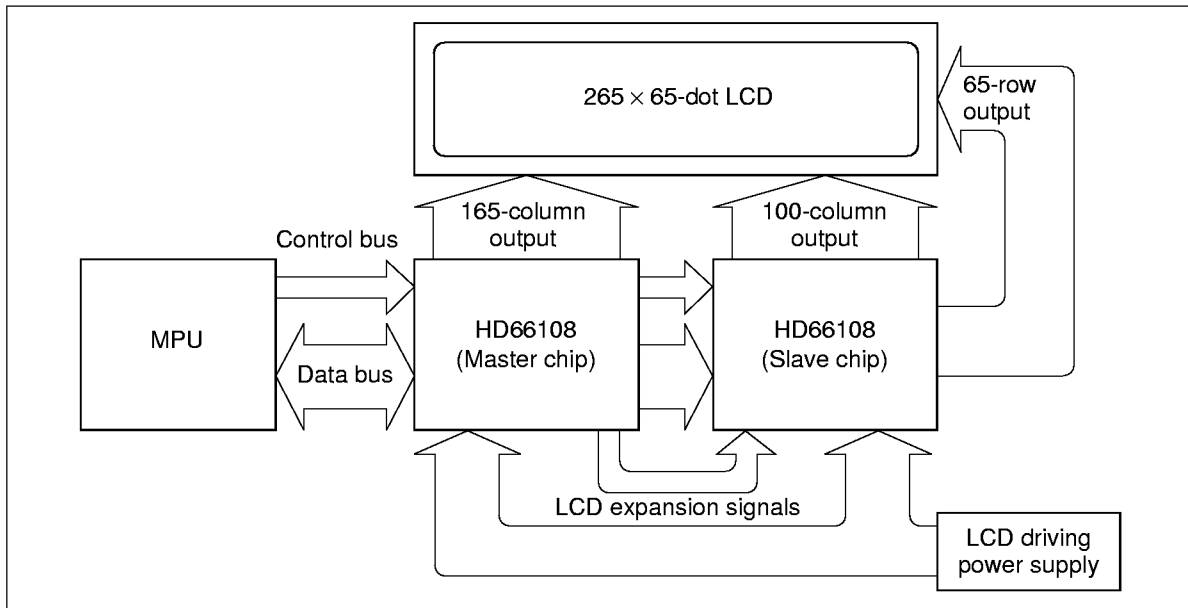 265 × 65-dot LCD
65-row
output
165-column
output
100-column
output
Control bus
MPU
Data bus
HD66108
(Master chip)
HD66108
(Slave chip)
LCD expansion signals
LCD driving
power supply